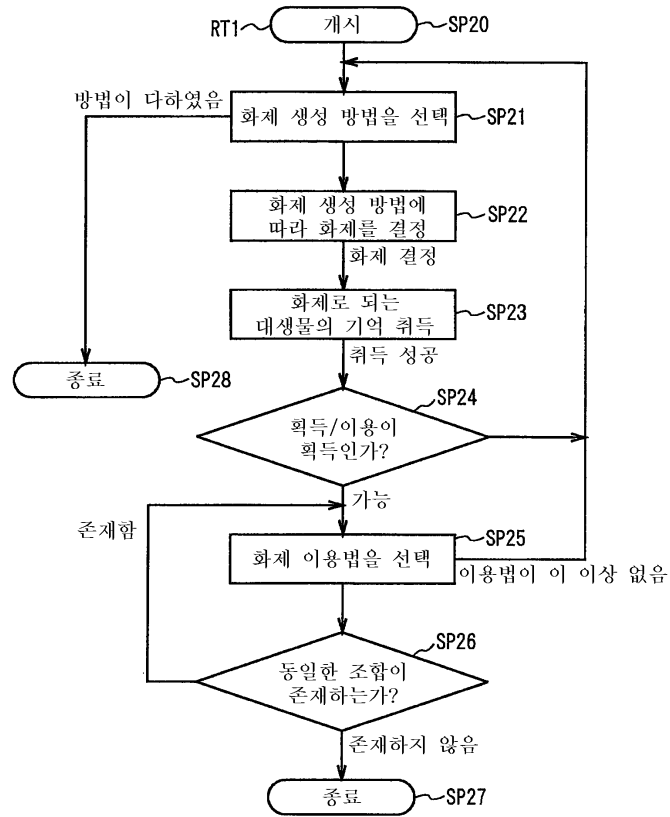 RT1
개시
SP20
방법이 다하였음
화제 생성 방법을 선택
SP21
화제 생성 방법에
따라 화제를 결정
SP22
화제 결정
화제로 되는
대생물의 기억 취득
SP23
취득 성공
종료
SP28
SP24
획득/이용이
획득인가?
가능
존재함
SP25
화제 이용법을 선택
이용법이 이 이상 없음
SP26
동일한 조합이
존재하는가?
존재하지 않음
종료
SP27